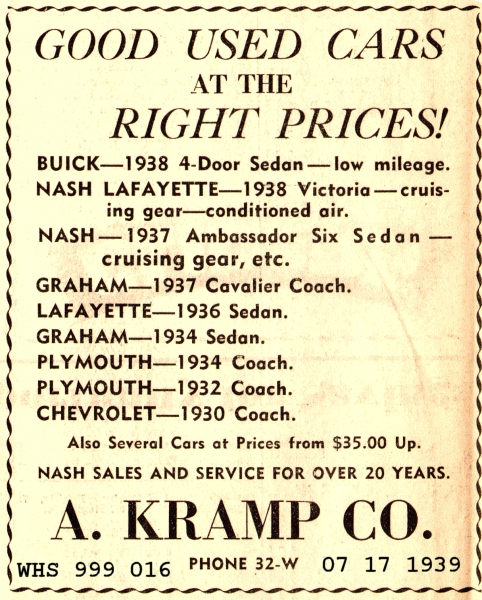 GOOD USED CARS
AT THE
RIGHT PRICES!
BUICK—1938 4-Door Sedan—low mileage.
NASH LAFAYETTE—1938 Victoria—cruis-
ing gear—conditioned air.
NASH—1937 Ambassador Six Sedan—
cruising gear, etc.
GRAHAM—1937 Cavalier Coach.
LAFAYETTE—1936 Sedan.
GRAHAM—1934 Sedan.
PLYMOUTH—1934 Coach.
PLYMOUTH—1932 Coach.
CHEVROLET—1930 Coach.
Also Several Cars at Prices from $35.00 Up.
NASH SALES AND SERVICE FOR OVER 20 YEARS.
A. KRAMP CO.
WHS 999 016 PHONE 32-W 07 17 1939